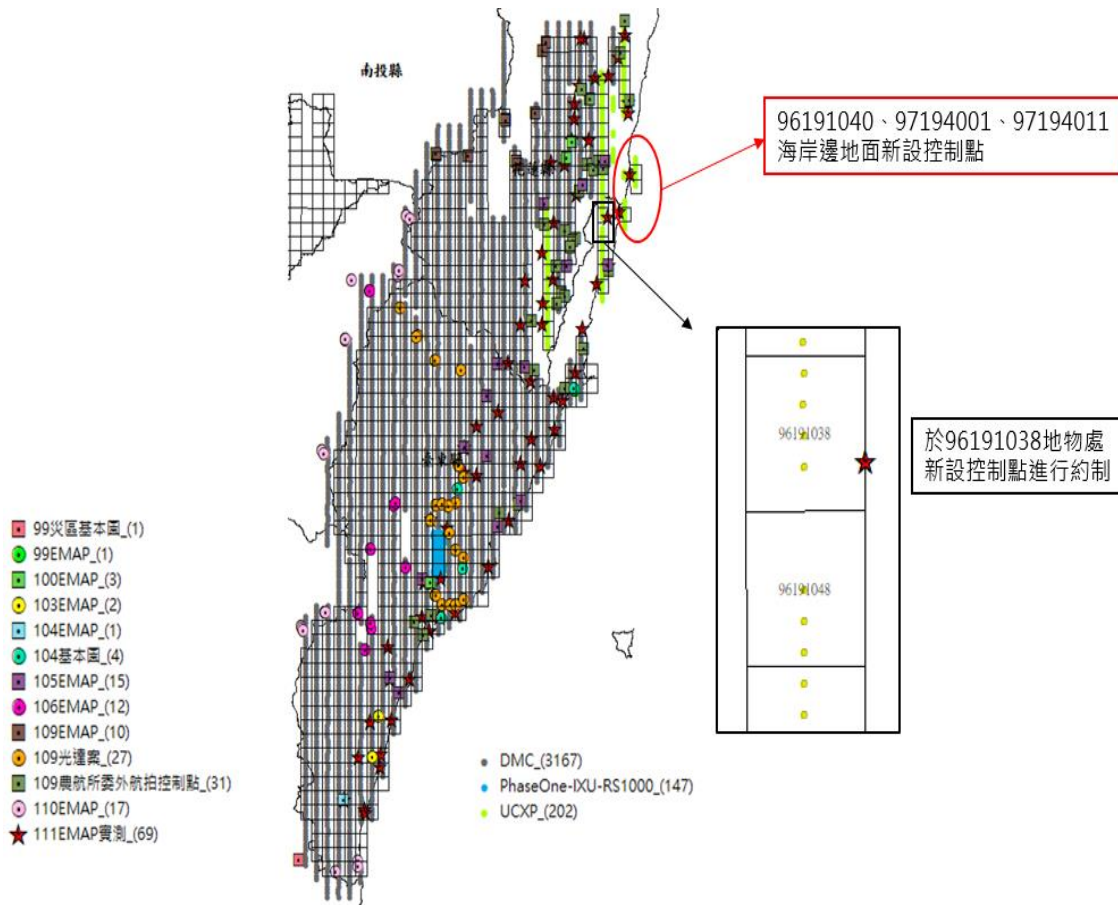 南投縣
花蓮縣
臺東縣
96191040、97194001、97194011
海岸邊地面新設控制點
96191038
96191048
於96191038地物處
新設控制點進行約制
99災區基本圖_(1)
99EMAP_(1)
100EMAP_(3)
103EMAP_(2)
104EMAP_(1)
104基本圖_(4)
105EMAP_(15)
106EMAP_(12)
109EMAP_(10)
109光達案_(27)
109農航所委外航拍控制點_(31)
110EMAP_(17)
111EMAP實測_(69)
DMC_(3167)
PhaseOne-IXU-RS1000_(147)
UCXP_(202)